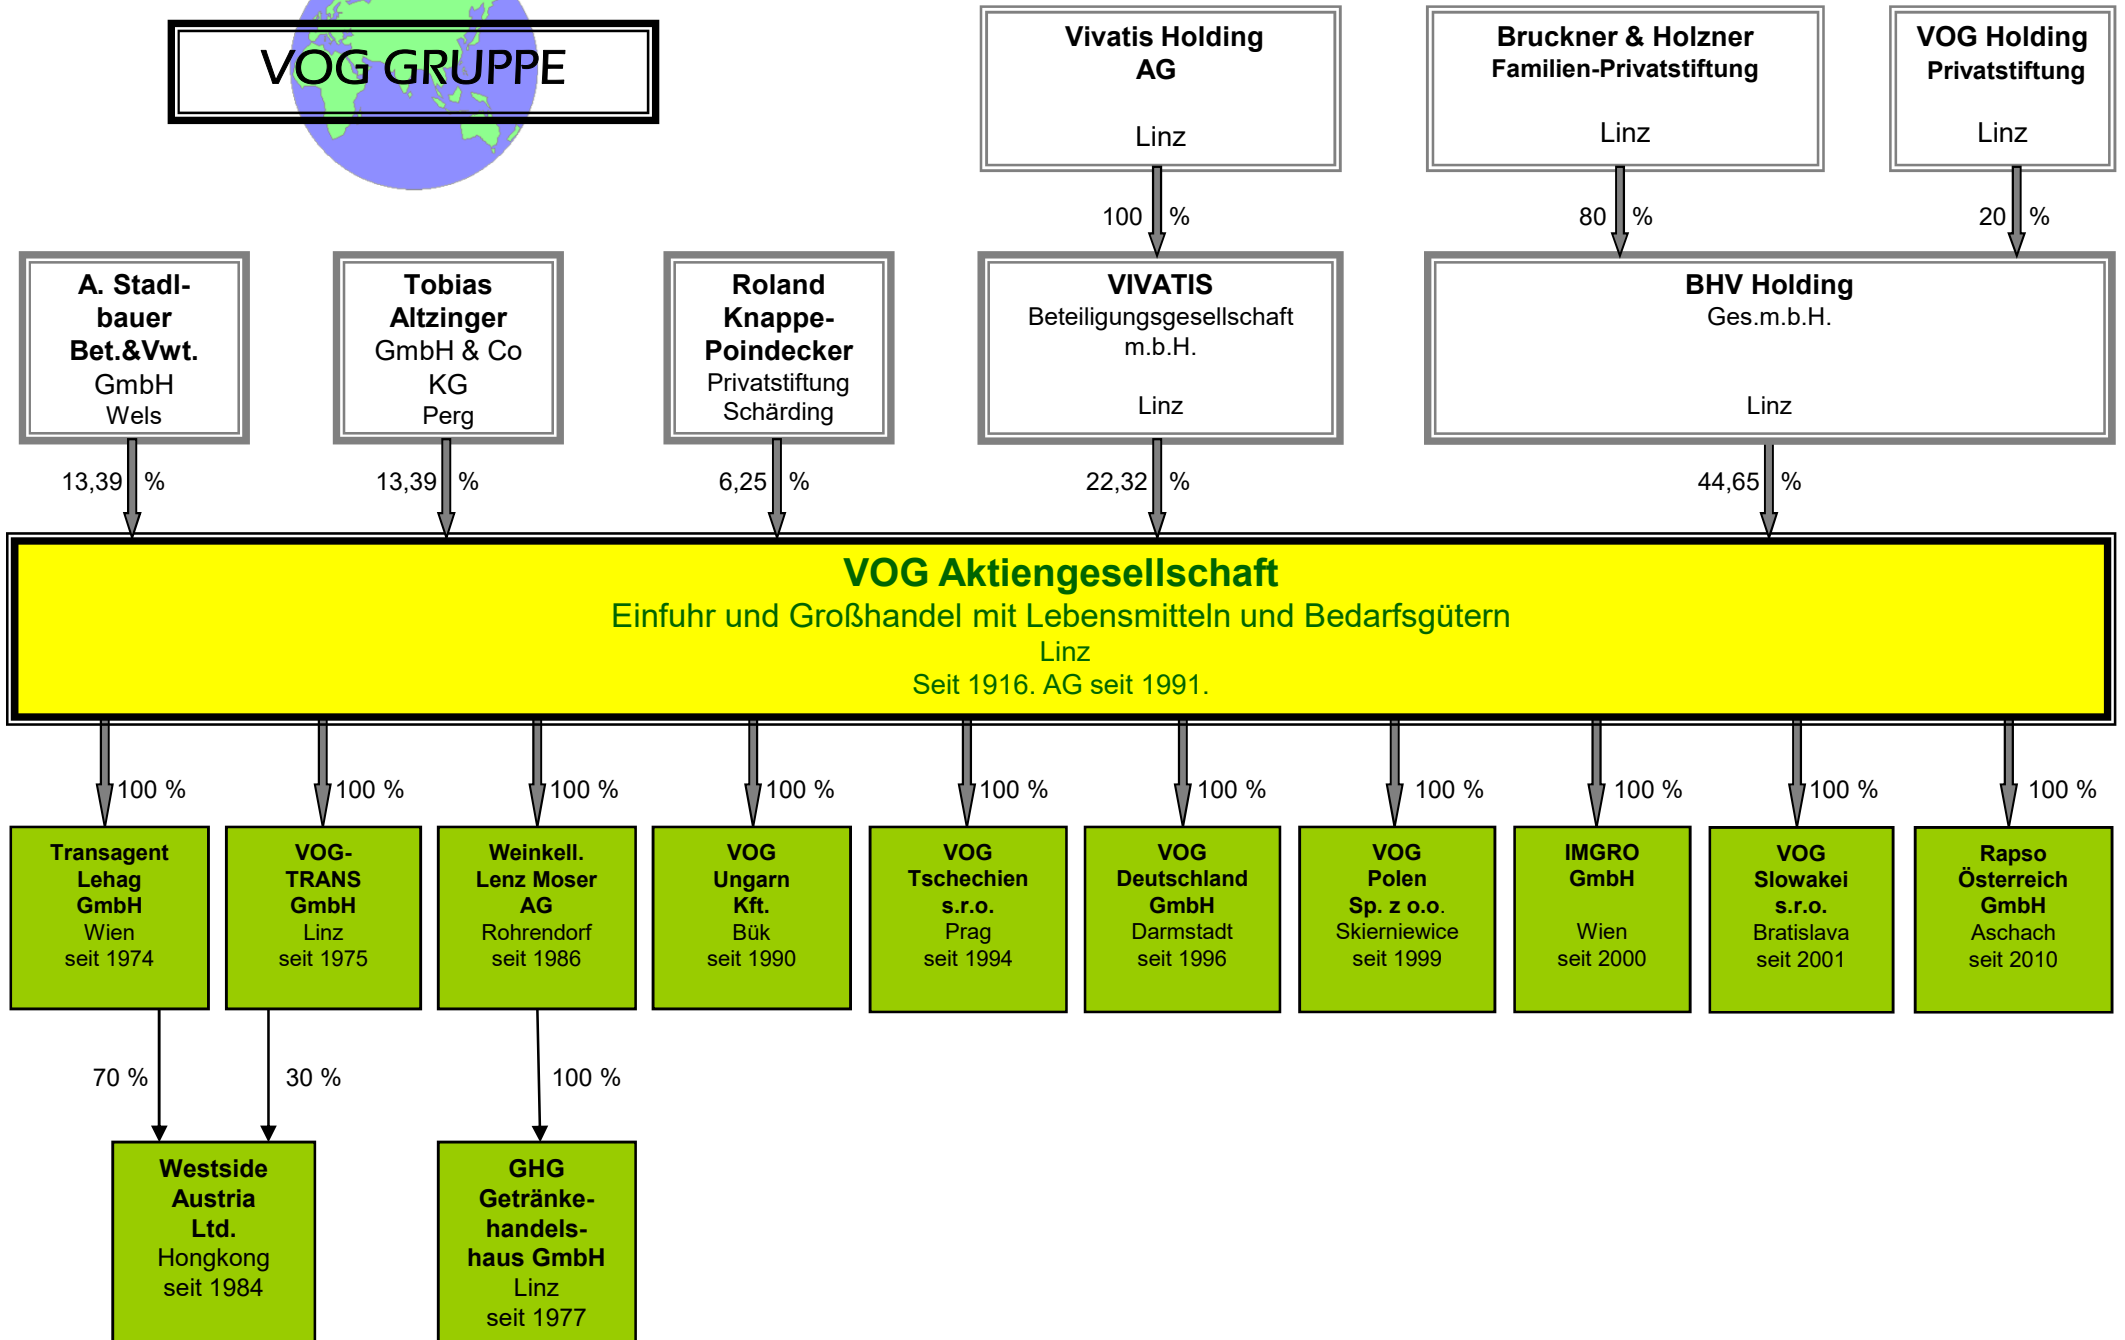 VOG GRUPPE
Vivatis Holding
AG
Linz
Bruckner & Holzner
Familien-Privatstiftung
Linz
VOG Holding
Privatstiftung
Linz
100 %
80 %
20 %
A. Stadl-
bauer
Bet.&Vwt.
GmbH
Wels
Tobias
Altzinger
GmbH & Co
KG
Perg
Roland
Knappe-
Poindecker
Privatstiftung
Schärding
VIVATIS
Beteiligungsgesellschaft
m.b.H.
Linz
BHV Holding
Ges.m.b.H.
Linz
13,39 %
13,39 %
6,25 %
22,32 %
44,65 %
VOG Aktiengesellschaft
Einfuhr und Großhandel mit Lebensmitteln und Bedarfsgütern
Linz
Seit 1916. AG seit 1991.
100 %
100 %
100 %
100 %
100 %
100 %
100 %
100 %
100 %
100 %
Transagent
Lehag
GmbH
Wien
seit 1974
VOG-
TRANS
GmbH
Linz
seit 1975
Weinkell.
Lenz Moser
AG
Rohrendorf
seit 1986
VOG
Ungarn
Kft.
Bük
seit 1990
VOG
Tschechien
s.r.o.
Prag
seit 1994
VOG
Deutschland
GmbH
Darmstadt
seit 1996
VOG
Polen
Sp. z o.o.
Skierniewice
seit 1999
IMGRO
GmbH
Wien
seit 2000
VOG
Slowakei
s.r.o.
Bratislava
seit 2001
Rapso
Österreich
GmbH
Aschach
seit 2010
70 %
30 %
100 %
Westside
Austria
Ltd.
Hongkong
seit 1984
GHG
Getränke-
handels-
haus GmbH
Linz
seit 1977